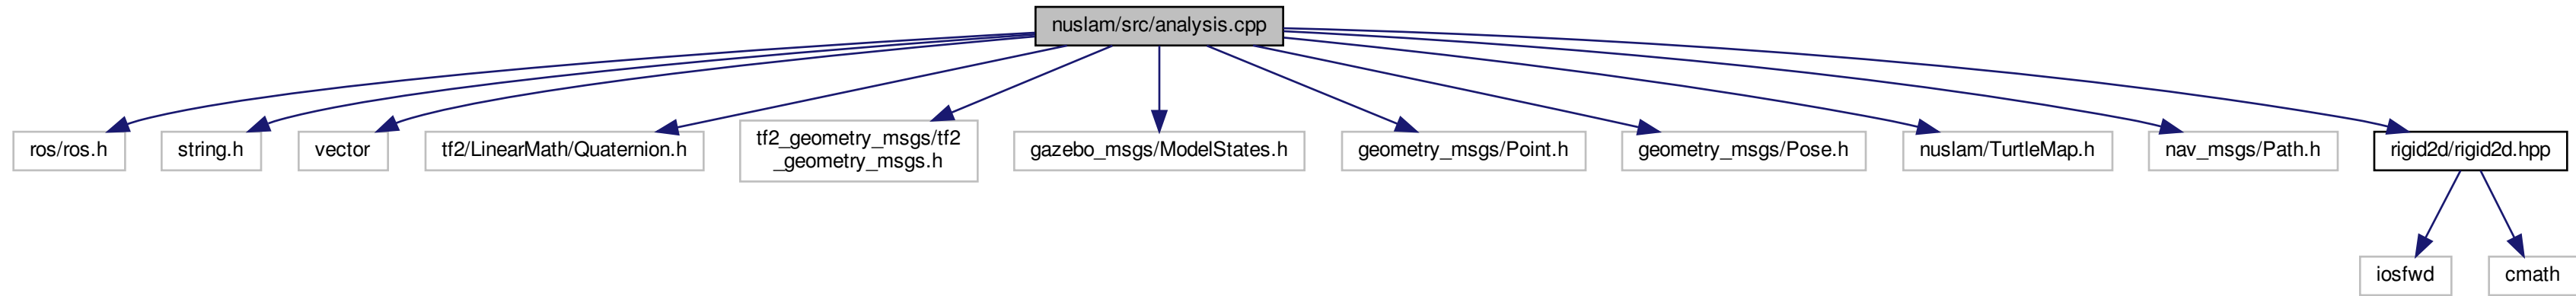 nuslam/src/analysis.cpp
ros/ros.h
string.h
vector
tf2/LinearMath/Quaternion.h
tf2_geometry_msgs/tf2
_geometry_msgs.h
gazebo_msgs/ModelStates.h
geometry_msgs/Point.h
geometry_msgs/Pose.h
nuslam/TurtleMap.h
nav_msgs/Path.h
rigid2d/rigid2d.hpp
iosfwd
cmath